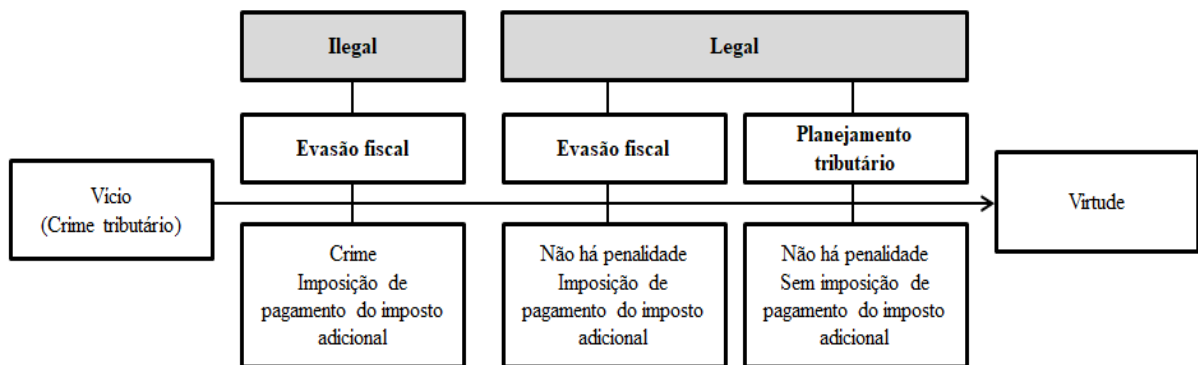 Ilegal
Legal
Evasão fiscal
Evasão fiscal
Planejamento
tributário
Vício
(Crime tributário)
Virtude
Crime
Imposição de
pagamento do imposto
adicional
Não há penalidade
Imposição de
pagamento do imposto
adicional
Não há penalidade
Sem imposição de
pagamento do imposto
adicional